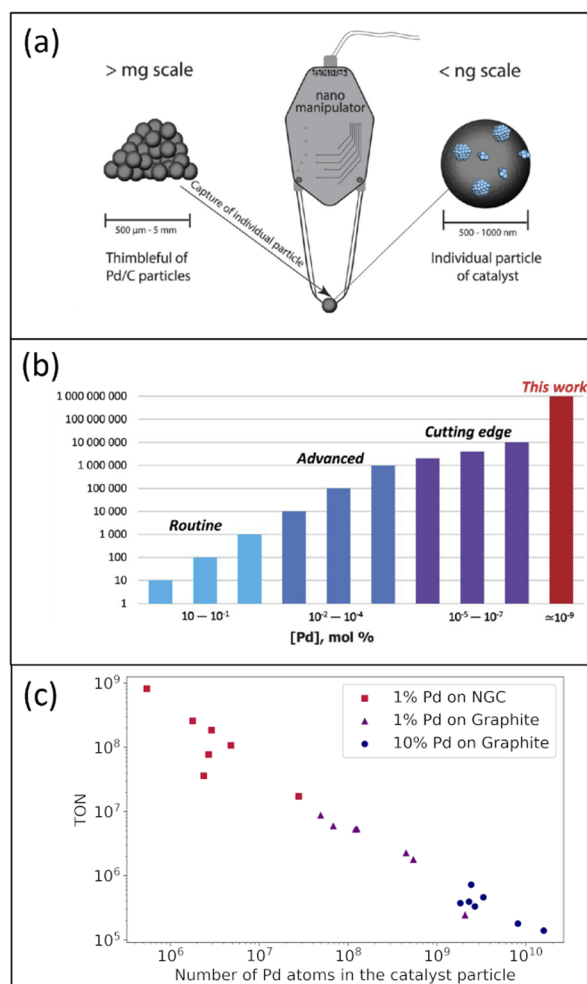 (a)
> mg scale
< ng scale
nano
manipulator
Capture of individual particle
500 μm - 5 mm
500 - 1000 nm
Thimbleful of
Pd/C particles
Individual particle
of catalyst
(b)
This work
1 000 000 000
100 000 000
10 000 000
1 000 000
100 000
10 000
1 000
100
10
1
Cutting edge
Advanced
Routine
10 — 10⁻¹
10⁻² — 10⁻⁴
10⁻⁵ — 10⁻⁷
≃10⁻⁹
[Pd], mol %
(c)
10⁹
10⁸
10⁷
10⁶
10⁵
TON
1% Pd on NGC
1% Pd on Graphite
10% Pd on Graphite
10⁶
10⁷
10⁸
10⁹
10¹⁰
Number of Pd atoms in the catalyst particle